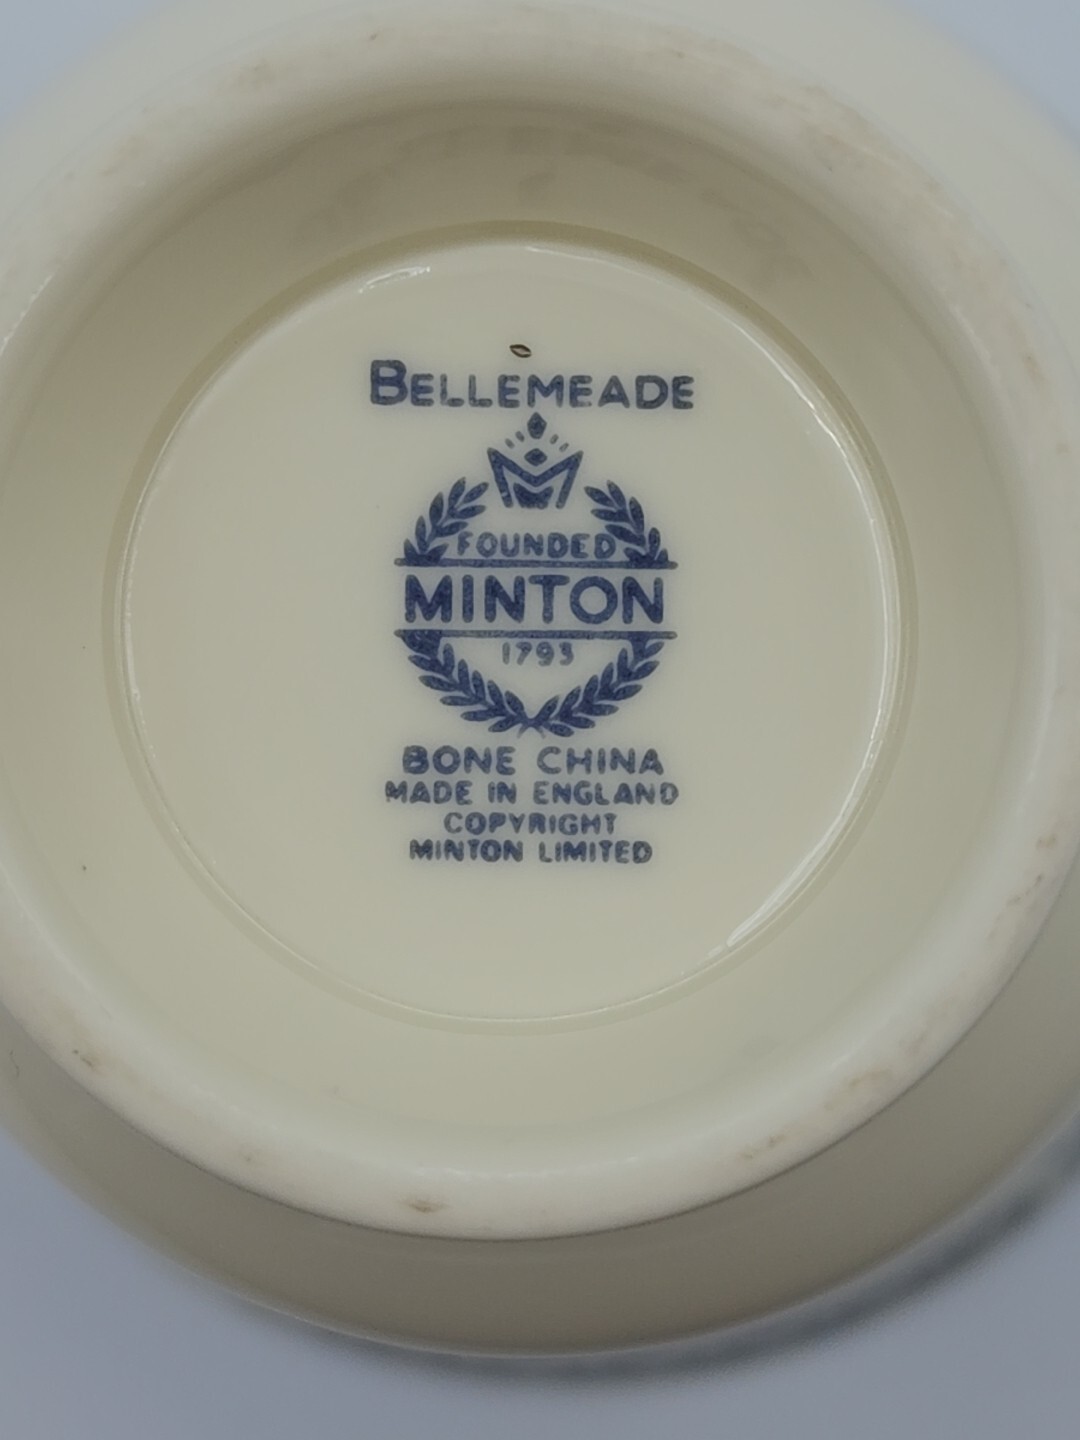 BELLEMEADE
FOUNDED
MINTON
1793
BONE CHINA
MADE IN ENGLAND
COPYRIGHT
MINTON LIMITED